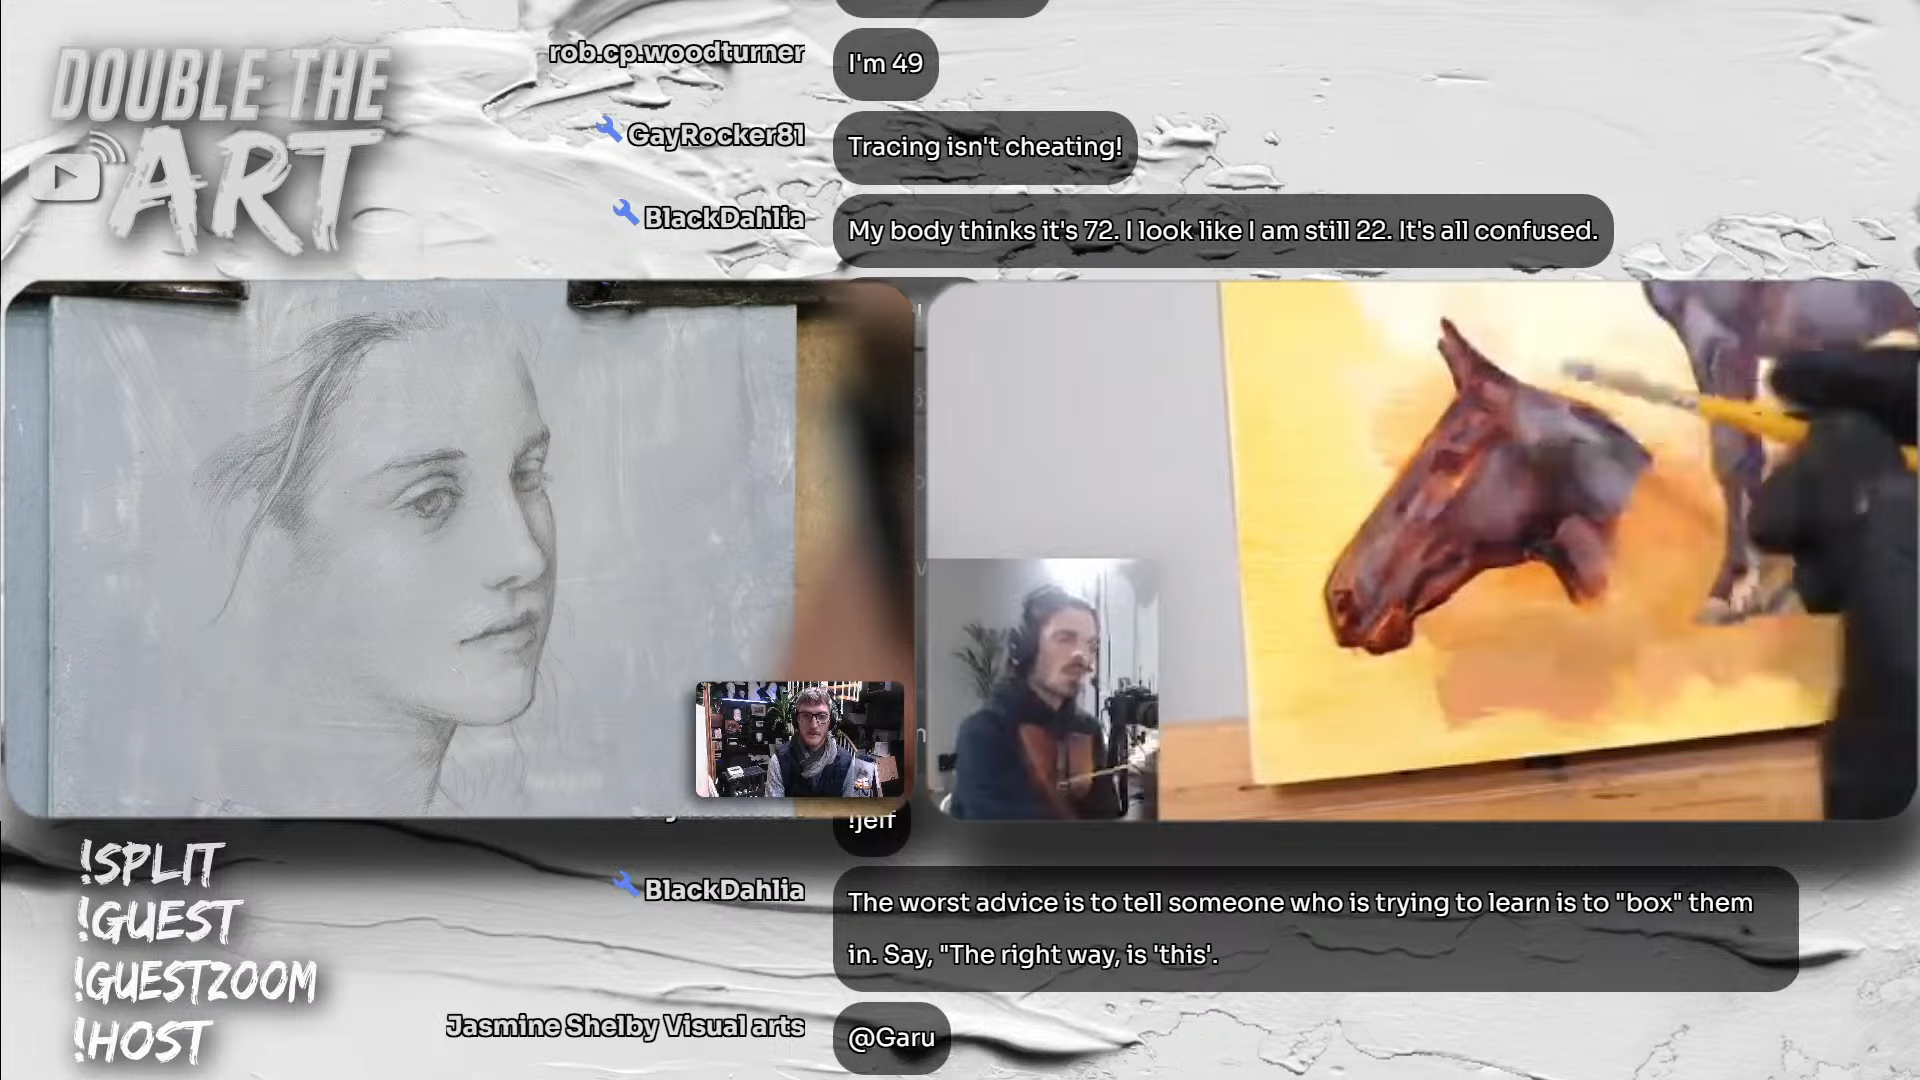 DOUBLE THE
ART
rob.cp.woodturner
I'm 49
GayRocker81
Tracing isn't cheating!
BlackDahlia
My body thinks it's 72. I look like I am still 22. It's all confused.
!jeff
BlackDahlia
The worst advice is to tell someone who is trying to learn is to "box" them
in. Say, "The right way, is 'this'.
Jasmine Shelby Visual arts
@Garu
!SPLIT
!GUEST
!GUESTZOOM
!HOST